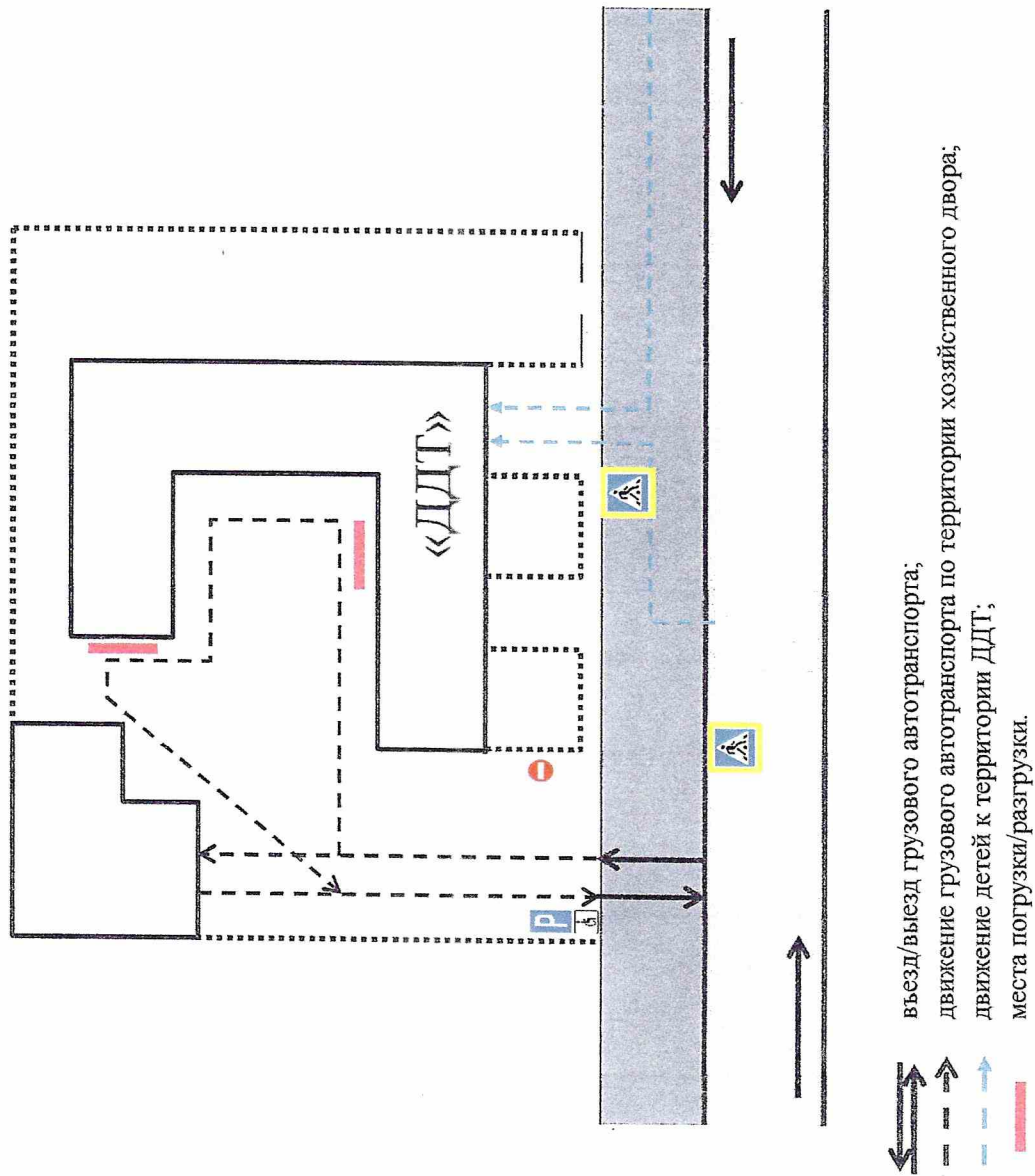 «ДДТ»
P
въезд/выезд грузового автотранспорта;
движение грузового автотранспорта по территории хозяйственного двора;
движение детей к территории ДДТ;
места погрузки/разгрузки.